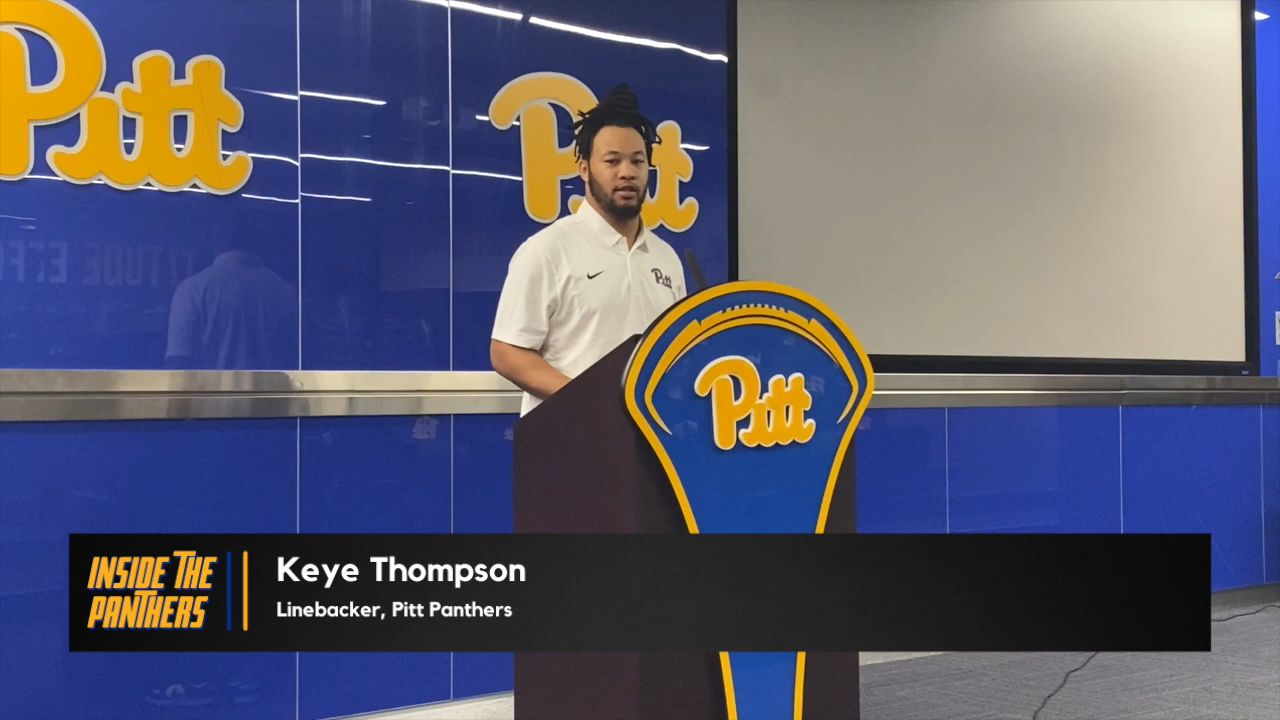 Pitt
Pitt
Pitt
Pitt
INSIDE THE
PANTHERS
Keye Thompson
Linebacker, Pitt Panthers